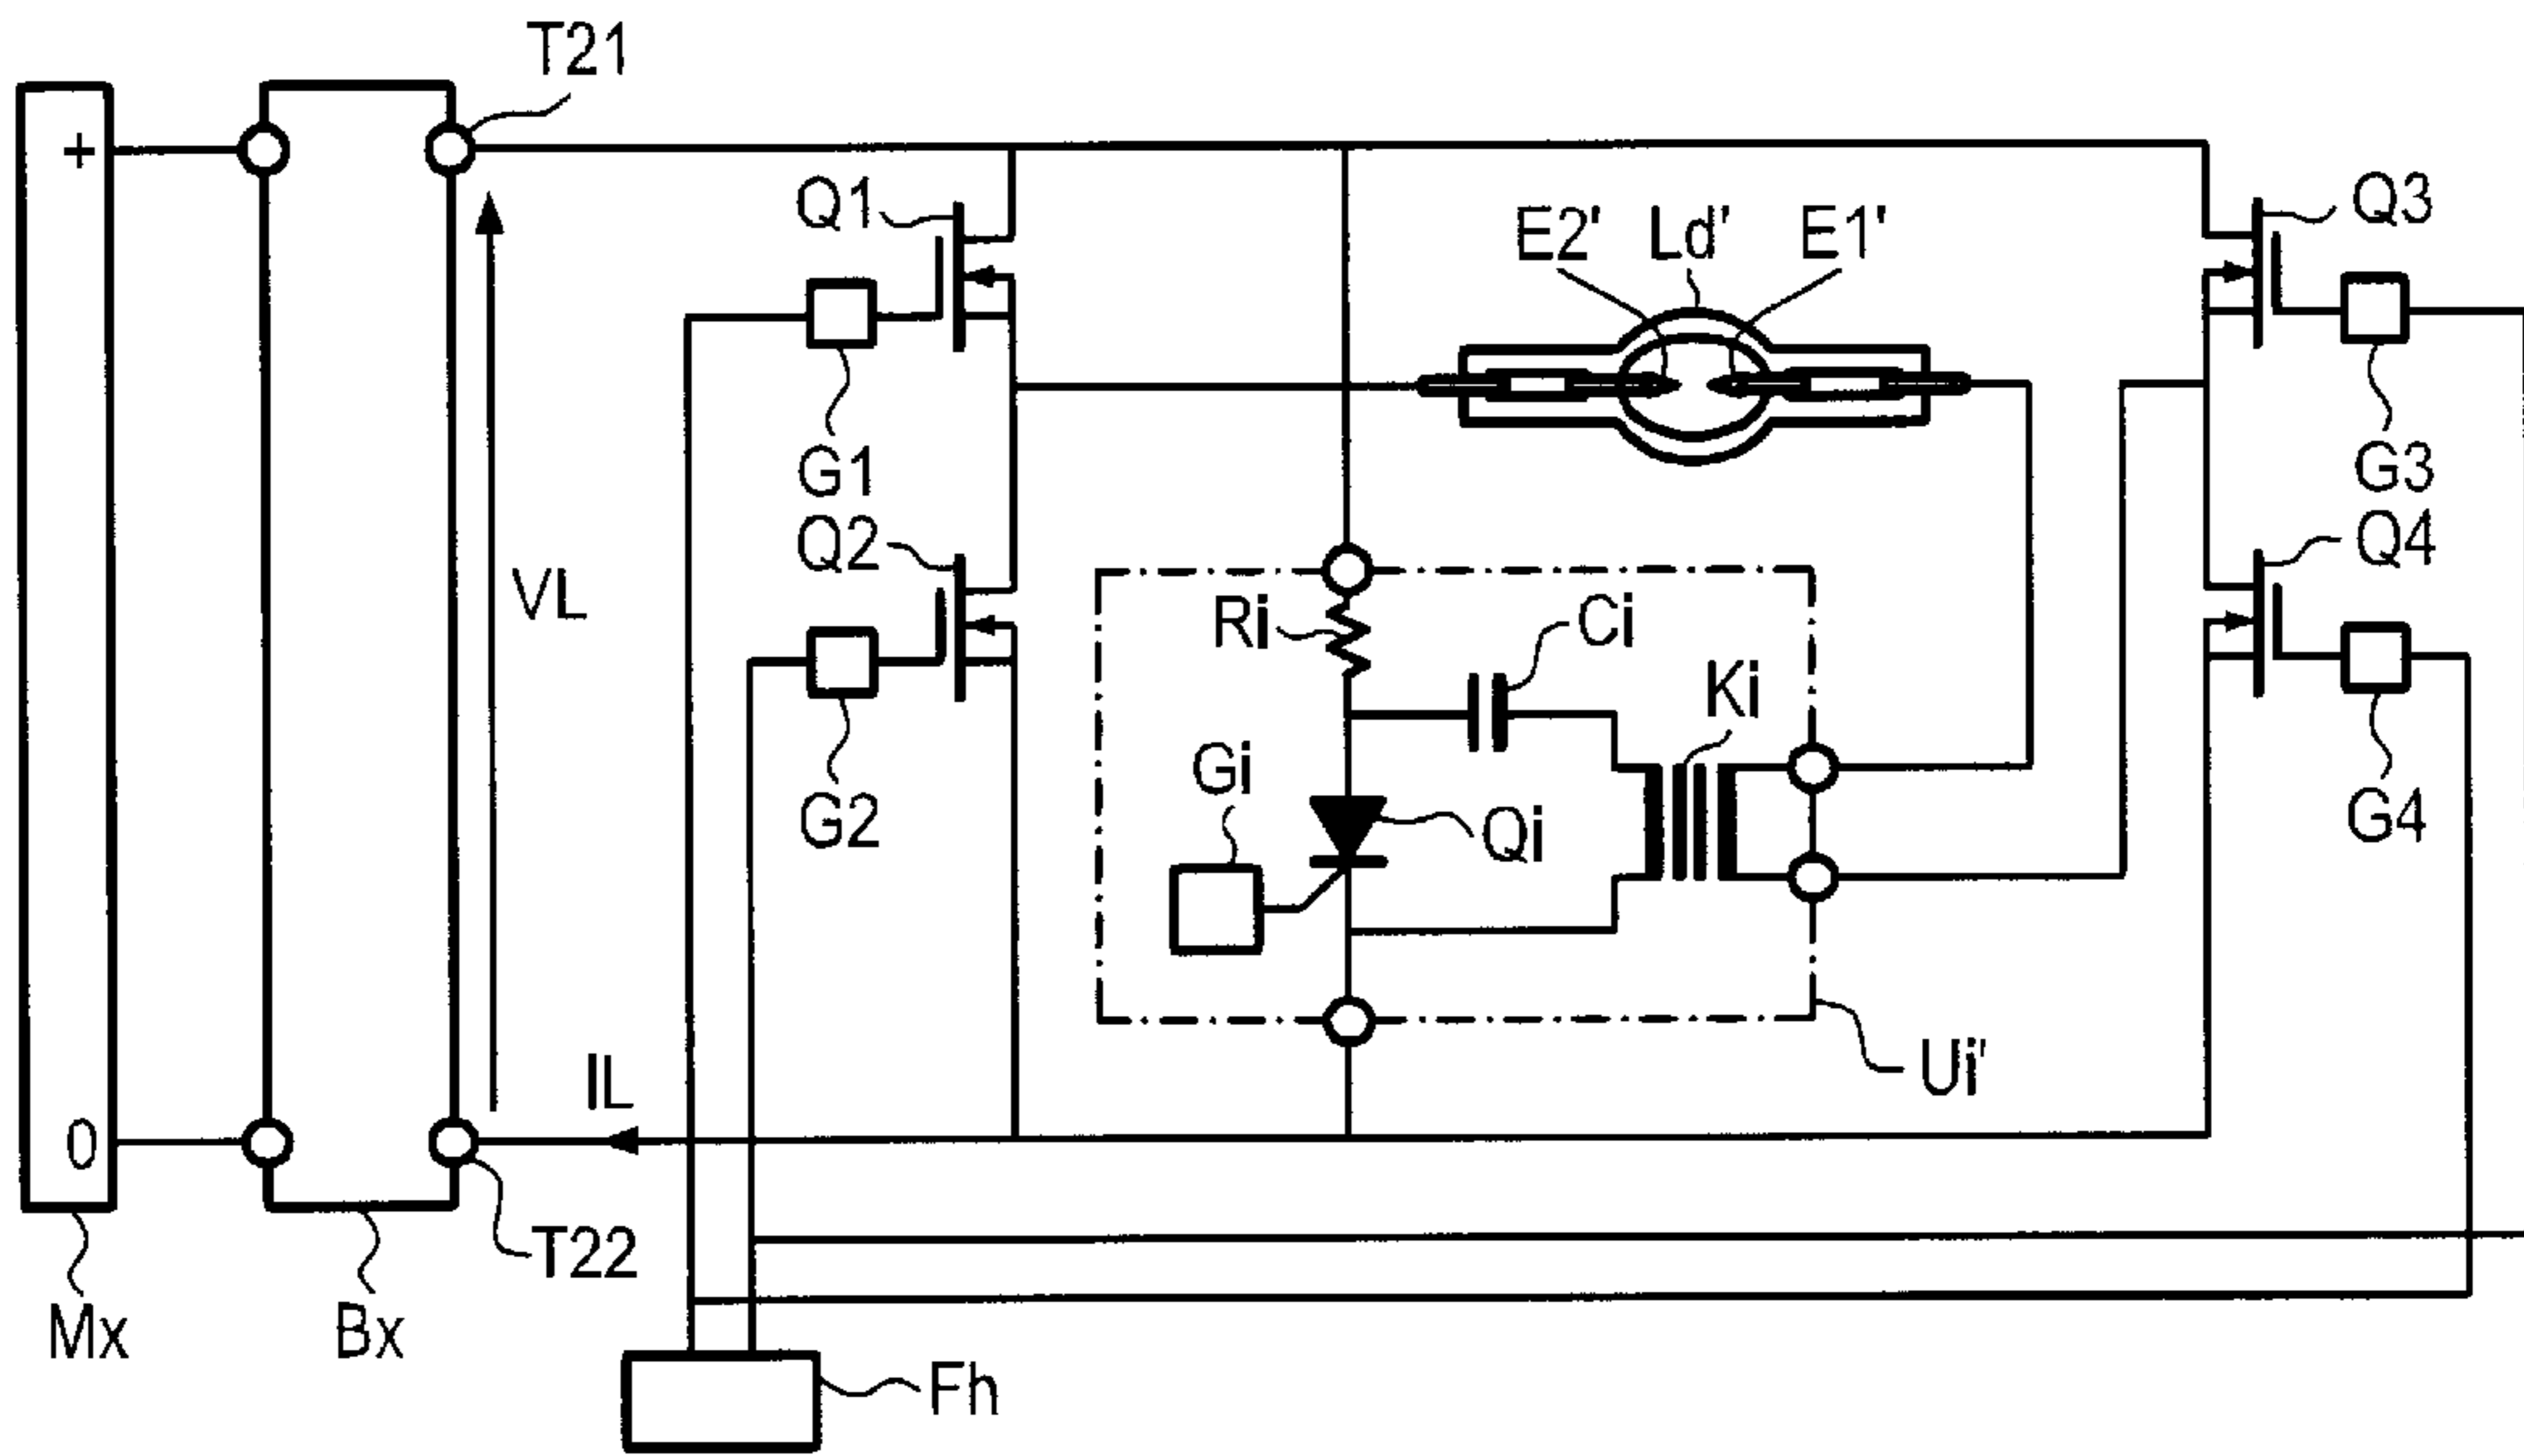 T21
+
Q1
E2'
Ld'
E1'
Q3
G1
G3
Q2
Q4
VL
Ri
Ci
Ki
Gi
Qi
G2
G4
IL
Ui'
0
T22
Mx
Bx
Fh